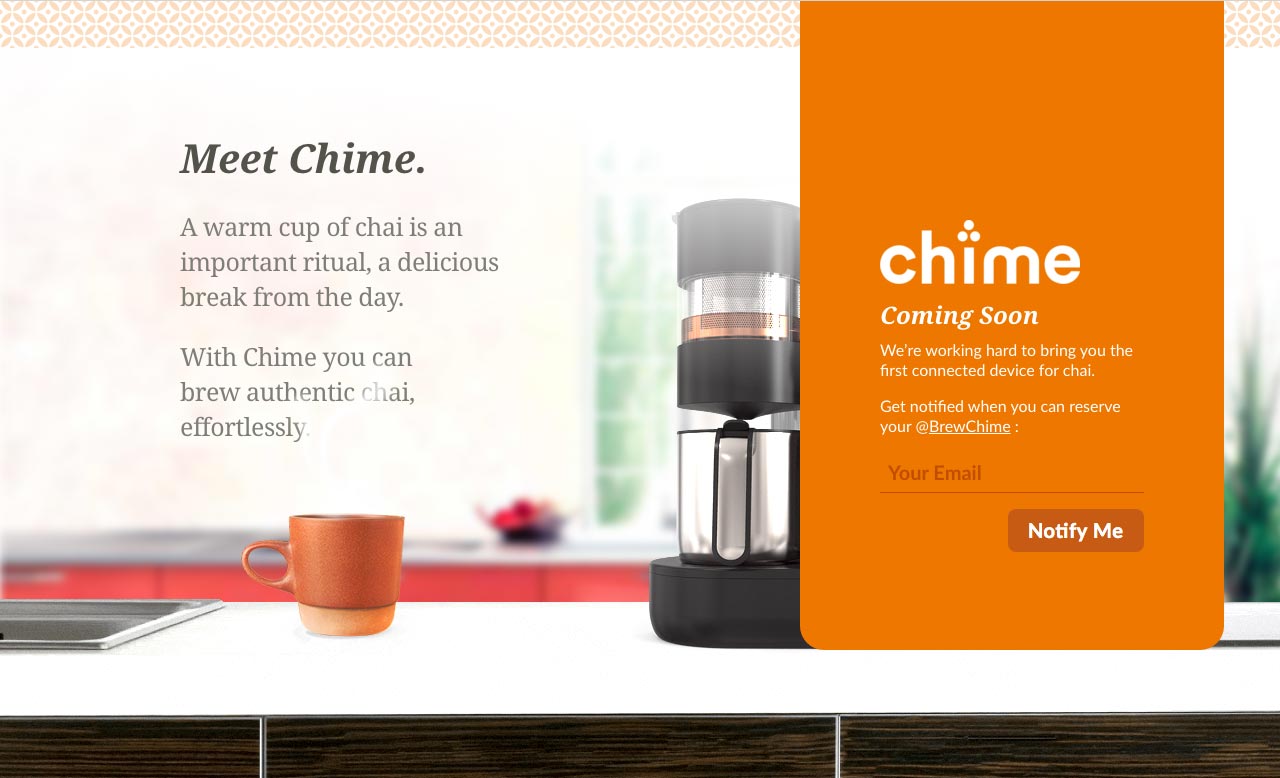 Meet Chime.
A warm cup of chai is an
important ritual, a delicious
break from the day.
With Chime you can
brew authentic chai,
effortlessly.
chime
Coming Soon
We're working hard to bring you the
first connected device for chai.
Get notified when you can reserve
your @BrewChime :
Your Email
Notify Me